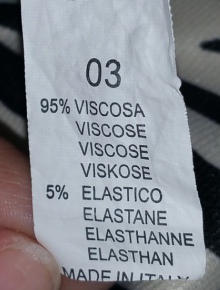 03
95% VISCOSA
VISCOSE
VISCOSE
VISKOSE
5% ELASTICO
ELASTANE
ELASTHANNE
ELASTHAN
MADE IN ITALY